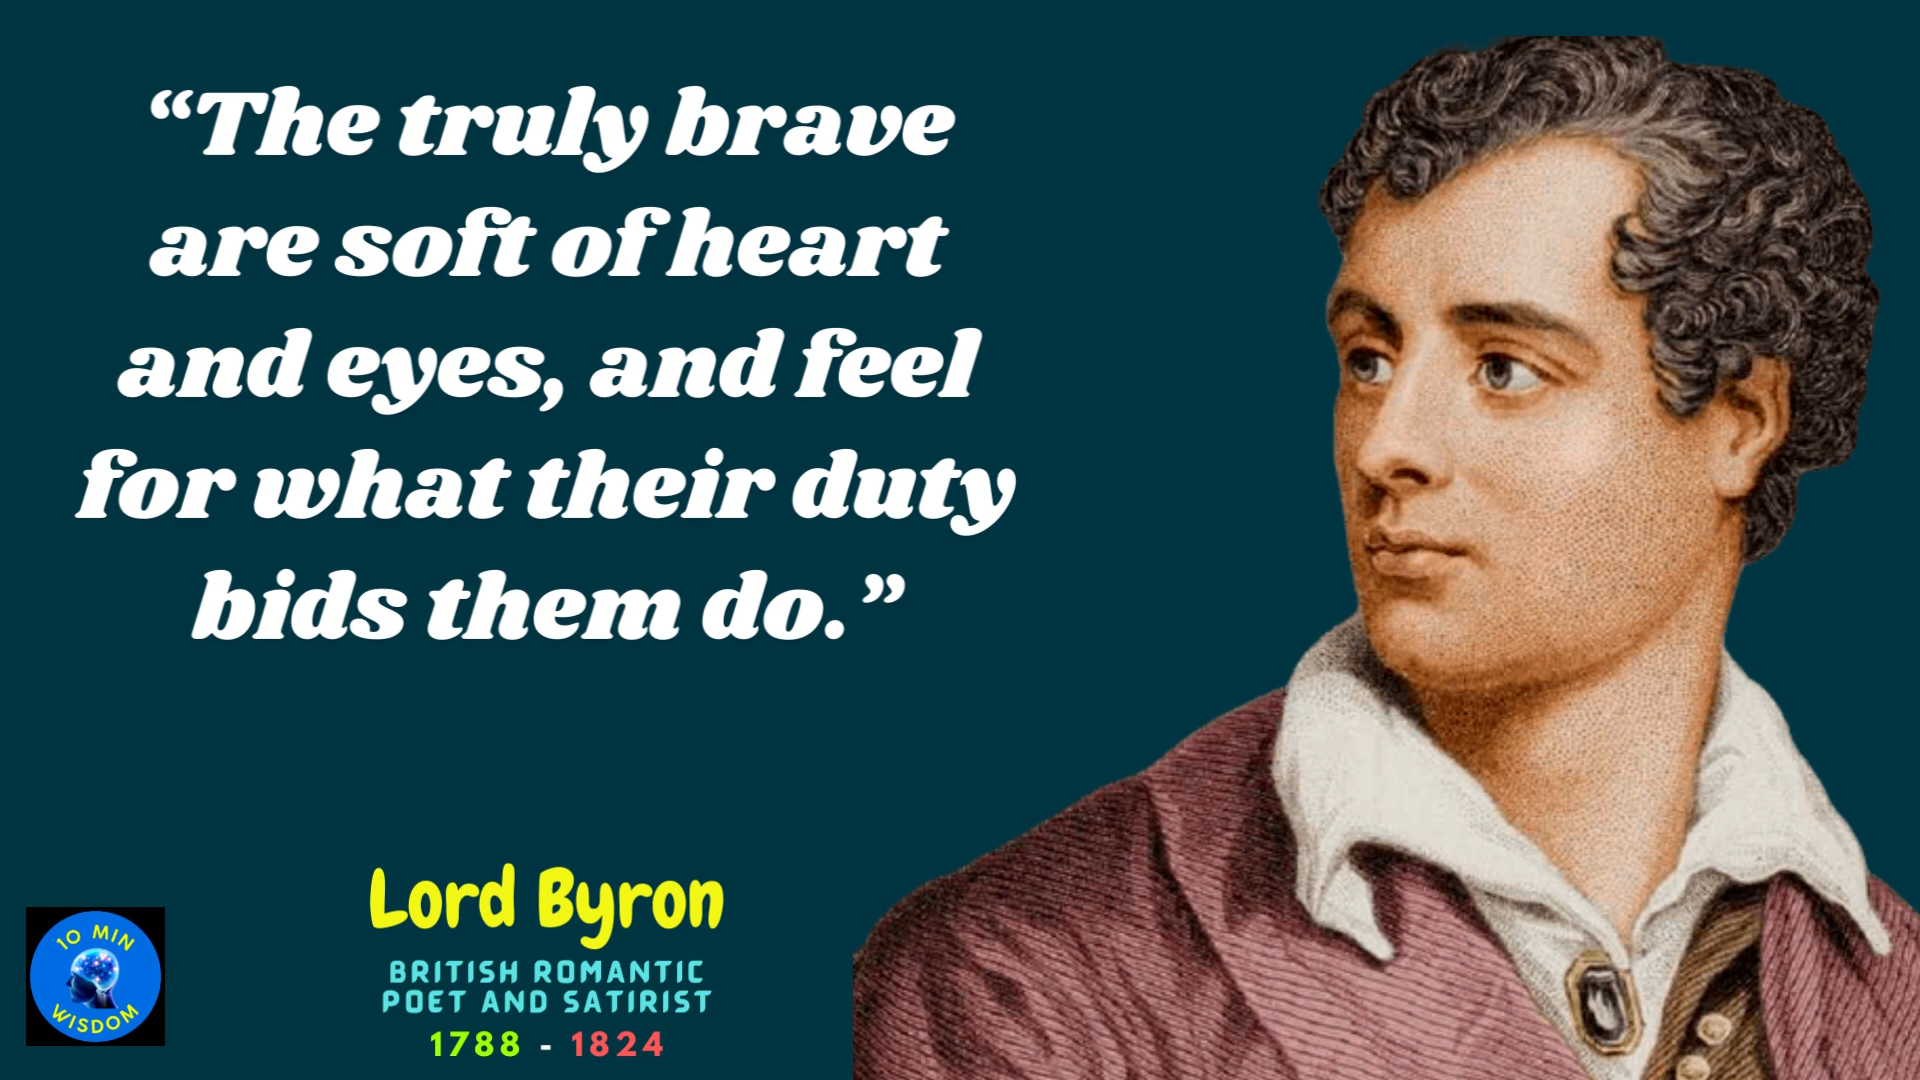 “The truly brave
are soft of heart
and eyes, and feel
for what their duty
bids them do.”
Lord Byron
BRITISH ROMANTIC
POET AND SATIRIST
1788 - 1824
10 MIN
WISDOM